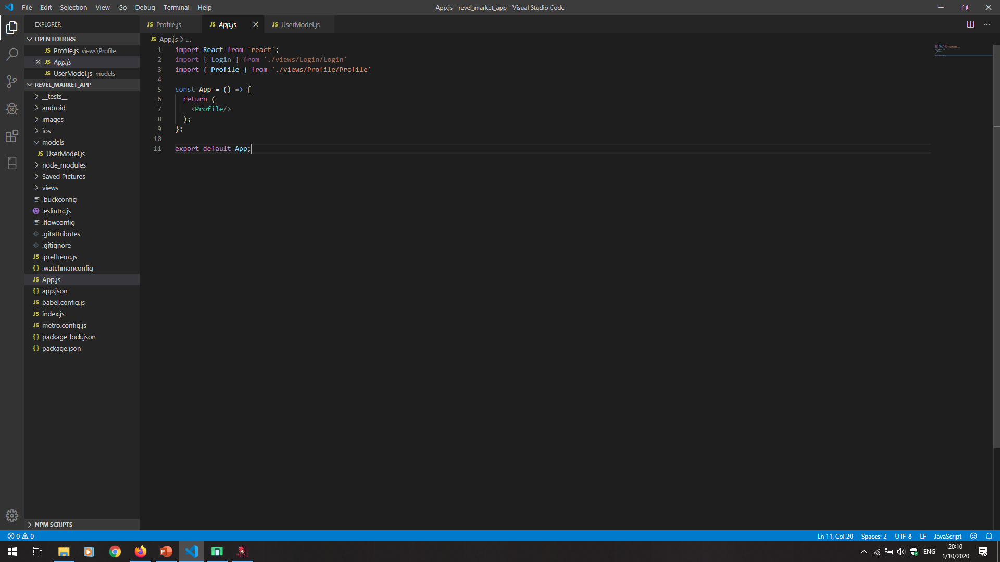 File Edit Selection View Go Debug Terminal Help
App.js - revel_market_app - Visual Studio Code
EXPLORER
OPEN EDITORS
JS Profile.js views\Profile
JS App.js
JS UserModel.js models
REVEL_MARKET_APP
__tests__
android
images
ios
models
JS UserModel.js
node_modules
Saved Pictures
views
.buckconfig
.eslintrc.js
.flowconfig
.gitattributes
.gitignore
JS .prettierrc.js
{} .watchmanconfig
JS App.js
{} app.json
JS babel.config.js
JS index.js
JS metro.config.js
{} package-lock.json
{} package.json
NPM SCRIPTS
JS Profile.js
JS App.js
JS UserModel.js
JS App.js > ...
1 import React from 'react';
2 import { Login } from './views/Login/Login'
3 import { Profile } from './views/Profile/Profile'
4
5 const App = () => {
6 return (
7 <Profile/>
8 );
9 };
10
11 export default App;
0 0
Ln 11, Col 20 Spaces: 2 UTF-8 LF JavaScript
ENG
20:10
1/10/2020